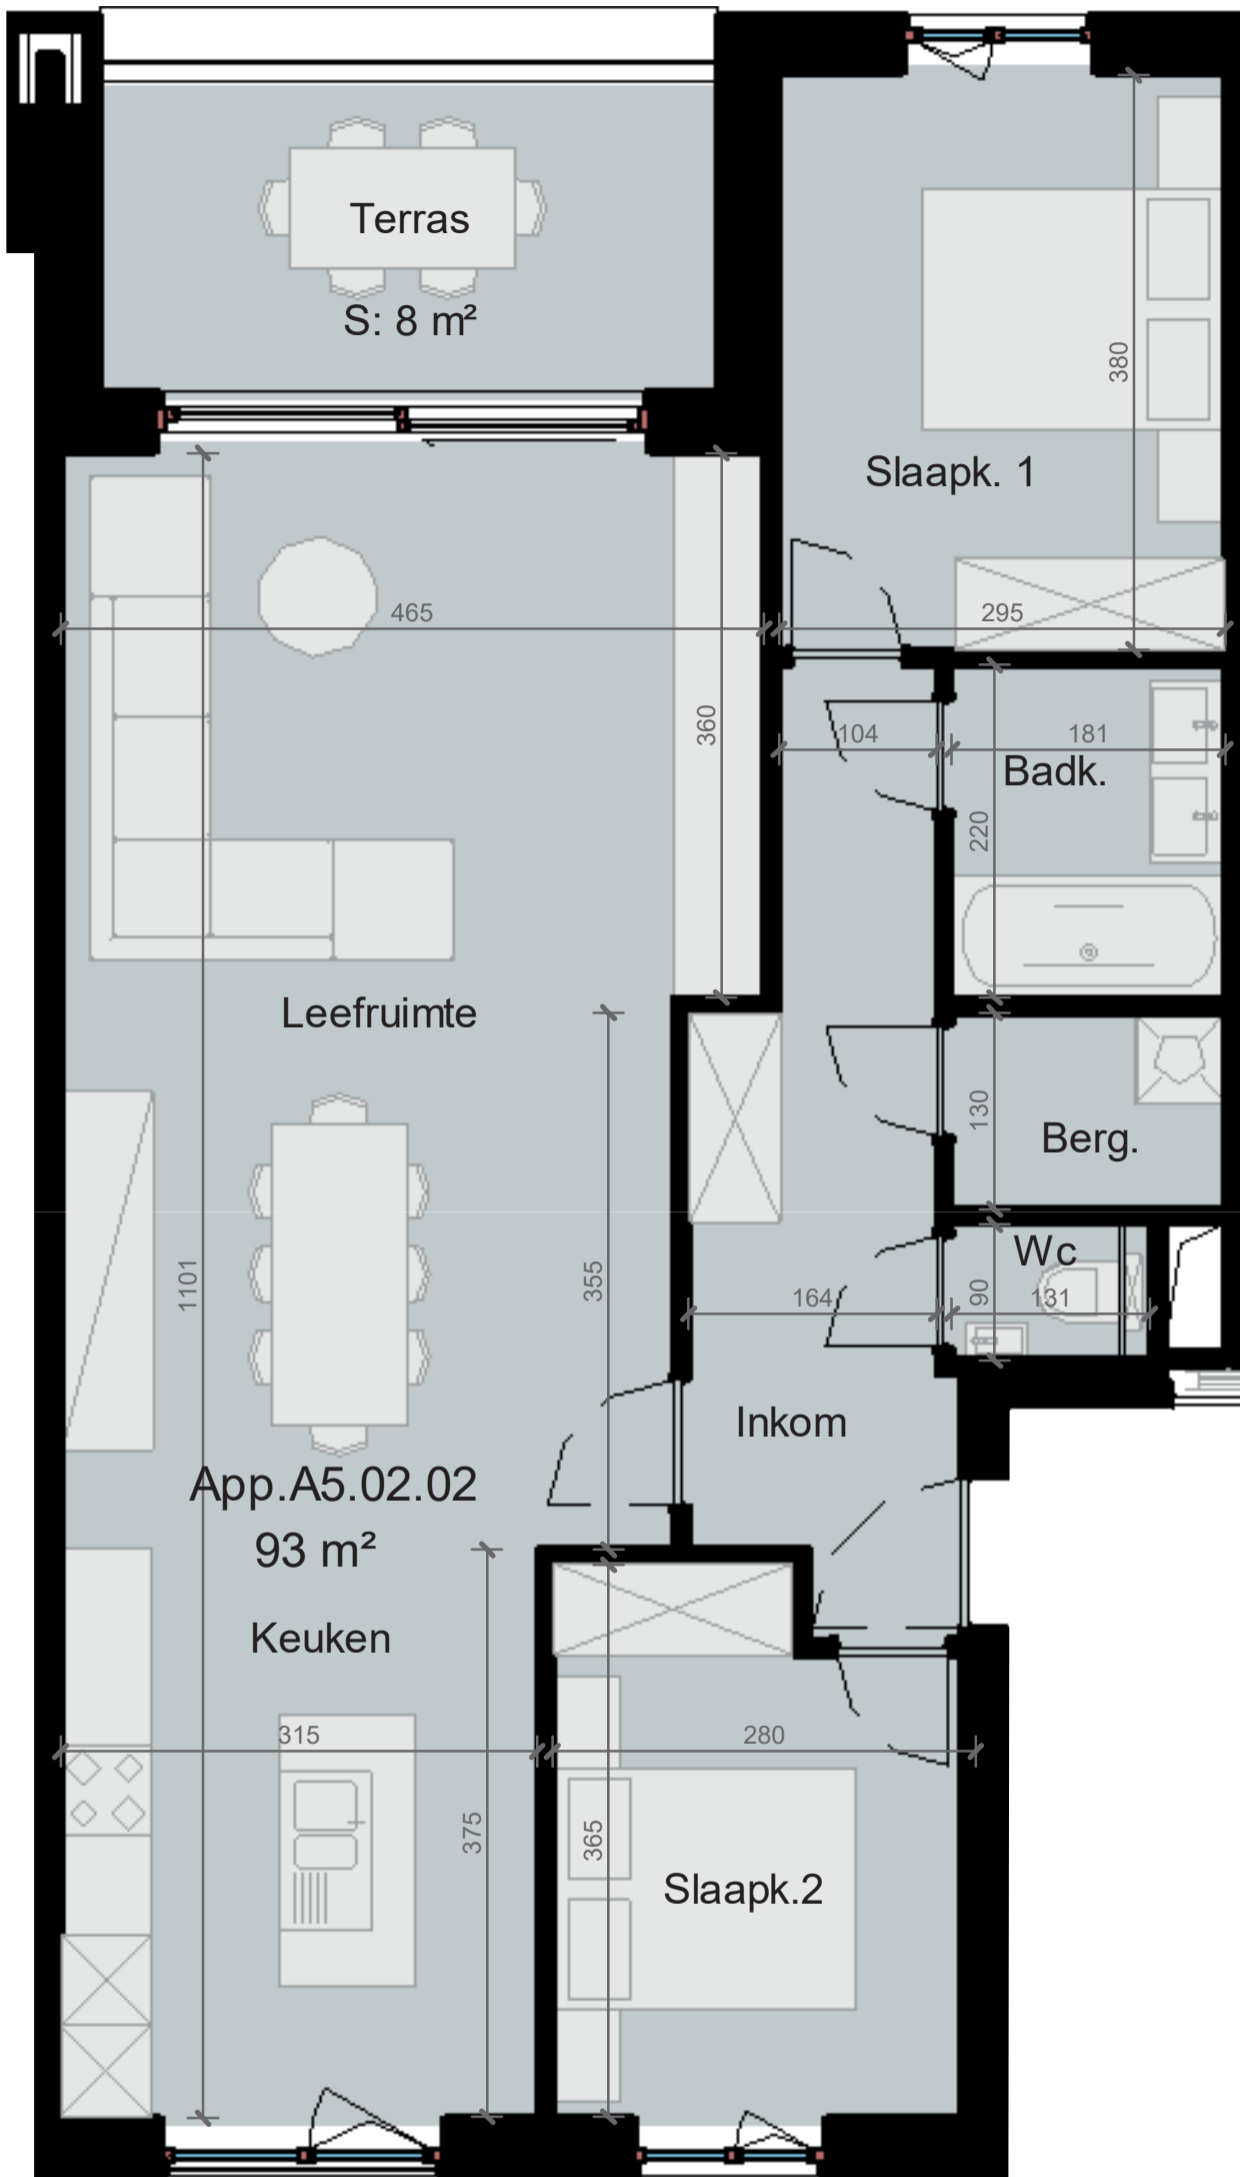 Terras
S: 8 m²
380
Slaapk. 1
465
295
360
104
181
Badk.
220
Leefruimte
130
Berg.
Wc
1101
355
90
164
131
Inkom
App.A5.02.02
93 m²
Keuken
315
280
375
365
Slaapk.2